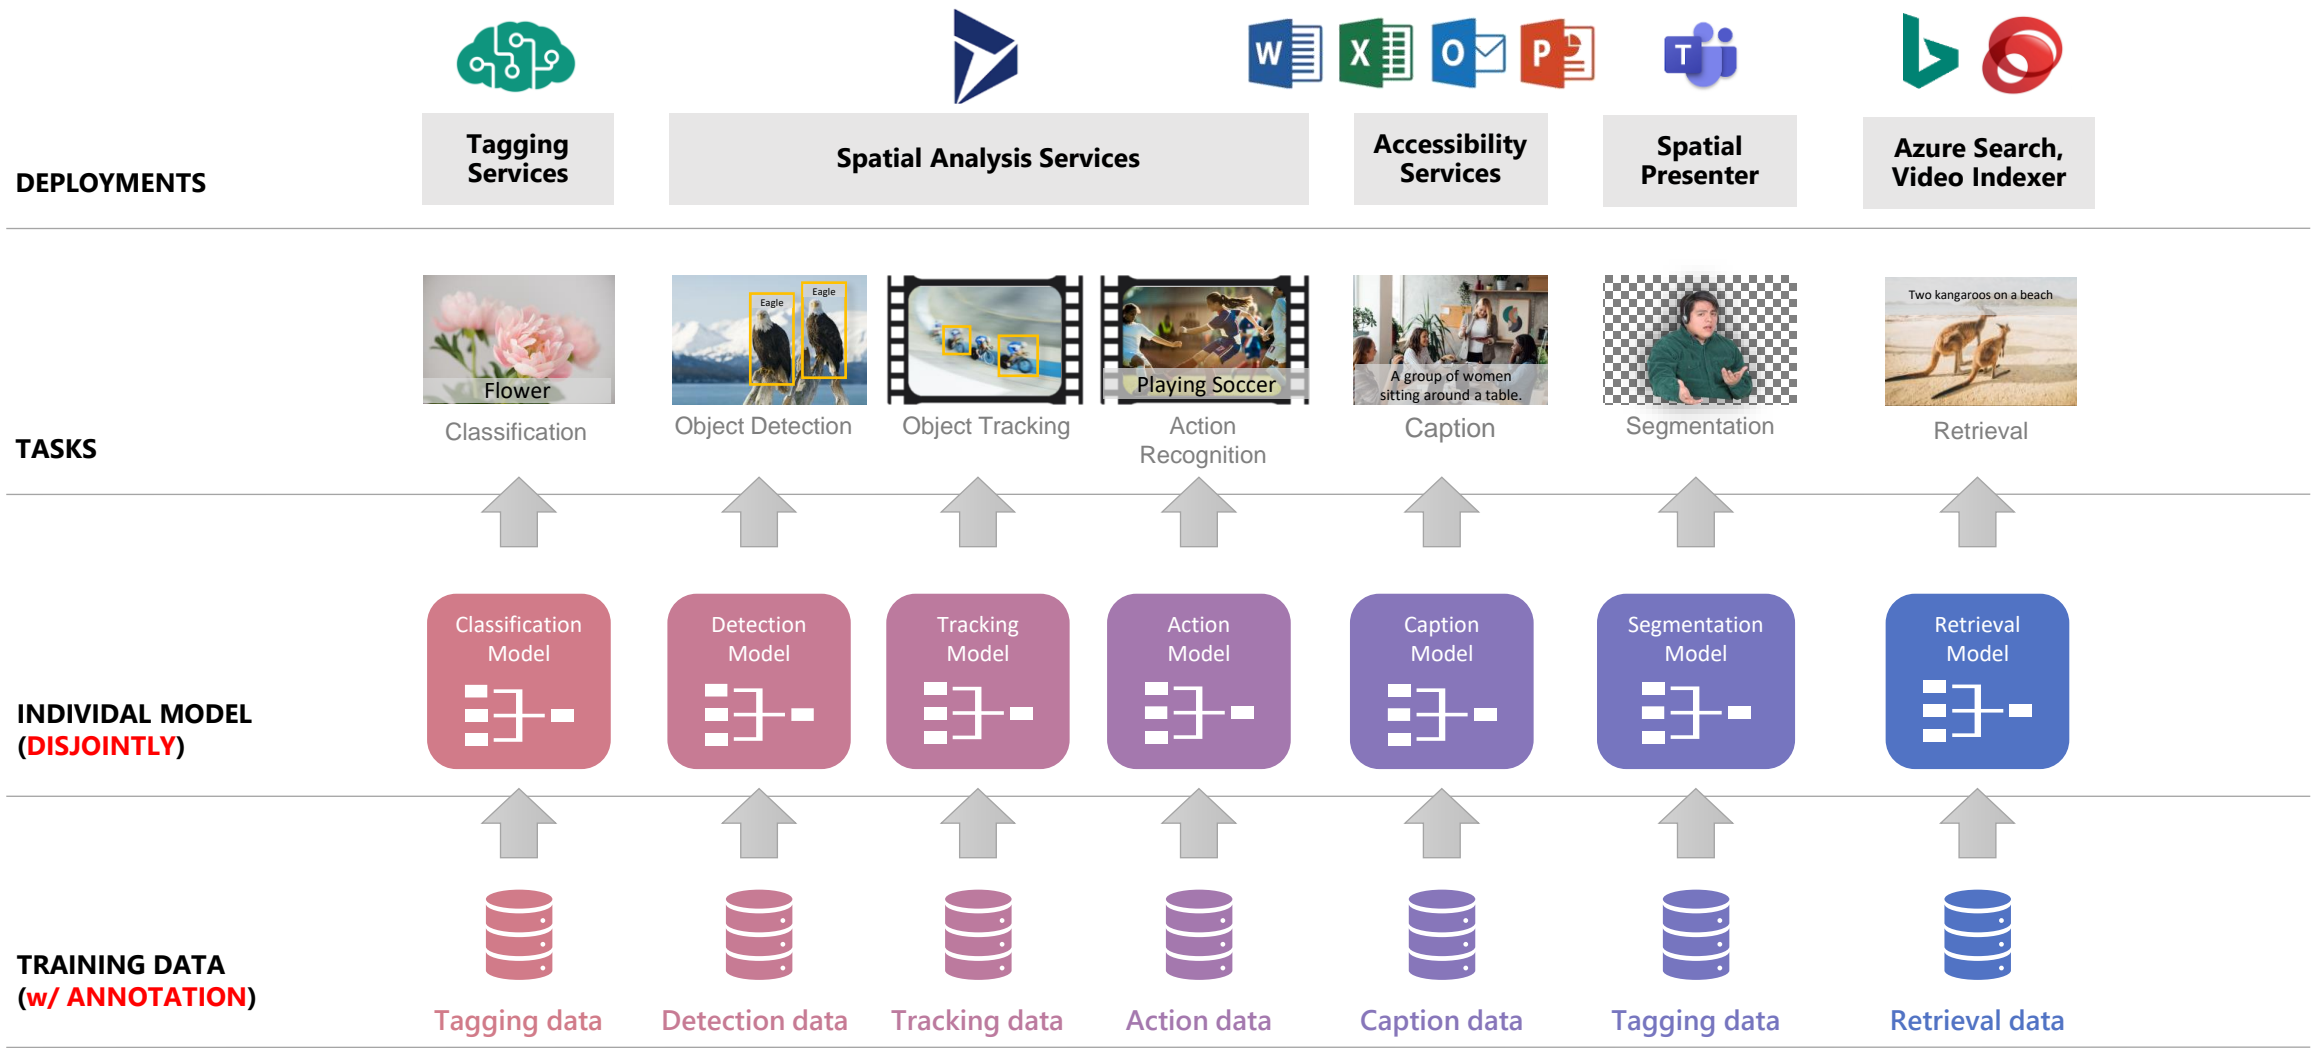 W
X
O
P
T
DEPLOYMENTS
Tagging
Services
Spatial Analysis Services
Accessibility
Services
Spatial
Presenter
Azure Search,
Video Indexer
TASKS
Flower
Classification
Eagle
Eagle
Object Detection
Object Tracking
Playing Soccer
Action
Recognition
A group of women
sitting around a table.
Caption
Segmentation
Two kangaroos on a beach
Retrieval
INDIVIDAL MODEL
(DISJOINTLY)
Classification
Model
Detection
Model
Tracking
Model
Action
Model
Caption
Model
Segmentation
Model
Retrieval
Model
TRAINING DATA
(w/ ANNOTATION)
Tagging data
Detection data
Tracking data
Action data
Caption data
Tagging data
Retrieval data